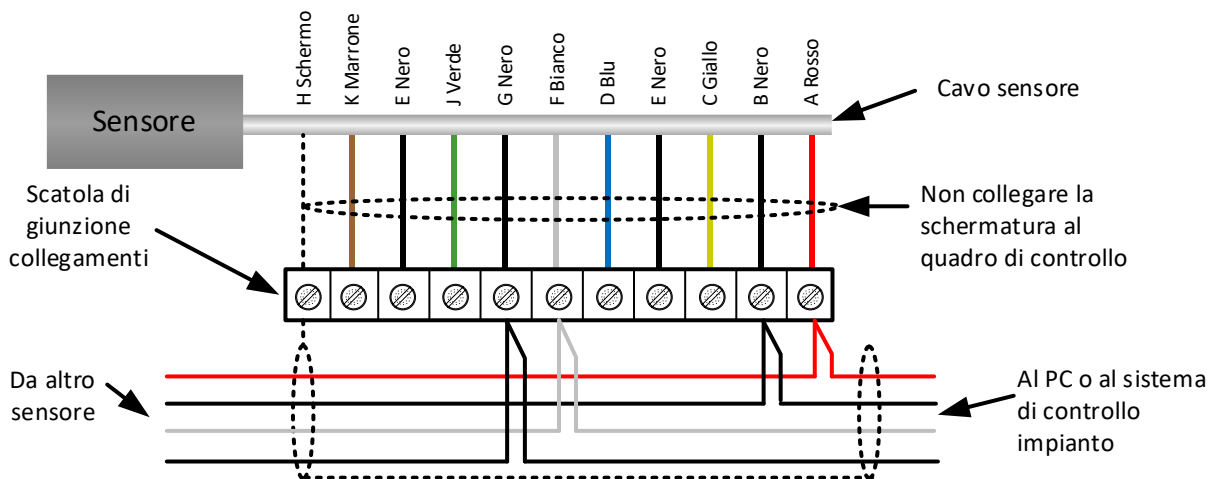 H Schermo
K Marrone
E Nero
J Verde
G Nero
F Bianco
D Blu
E Nero
C Giallo
B Nero
A Rosso
Sensore
Cavo sensore
Scatola di
giunzione
collegamenti
Non collegare la
schermatura al
quadro di controllo
Da altro
sensore
Al PC o al sistema
di controllo
impianto